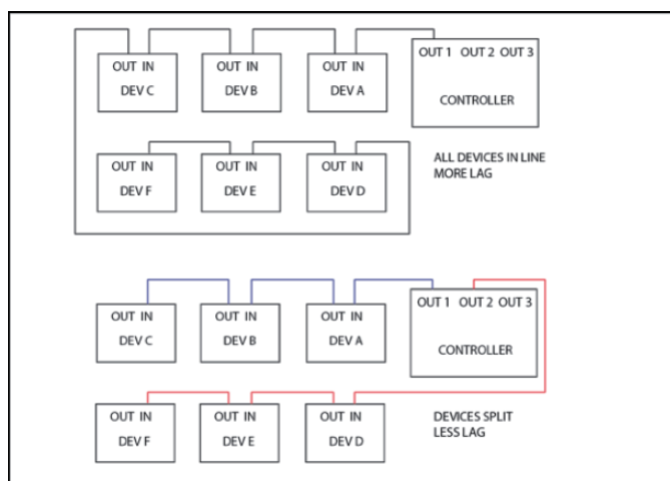 OUT 1 OUT 2 OUT 3
OUT IN OUT IN OUT IN
DEV C DEV B DEV A
CONTROLLER
OUT IN OUT IN OUT IN
DEV F DEV E DEV D
ALL DEVICES IN LINE
MORE LAG
OUT 1 OUT 2 OUT 3
OUT IN OUT IN OUT IN
DEV C DEV B DEV A
CONTROLLER
OUT IN OUT IN OUT IN
DEV F DEV E DEV D
DEVICES SPLIT
LESS LAG